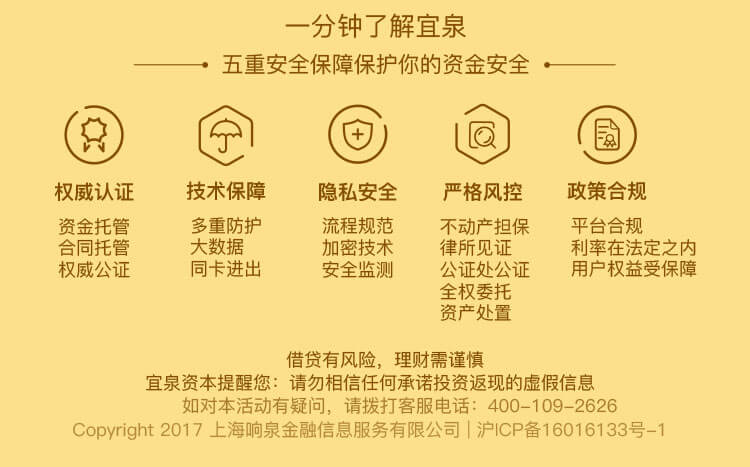 一分钟了解宜泉
五重安全保障保护你的资金安全
权威认证
资金托管
合同托管
权威公证
技术保障
多重防护
大数据
同卡进出
隐私安全
流程规范
加密技术
安全监测
严格风控
不动产担保
律所见证
公证处公证
全权委托
资产处置
政策合规
平台合规
利率在法定之内
用户权益受保障
借贷有风险，理财需谨慎
宜泉资本提醒您：请勿相信任何承诺投资返现的虚假信息
如对本活动有疑问，请拨打客服电话：400-109-2626
Copyright 2017 上海响泉金融信息服务有限公司 | 沪ICP备16016133号-1